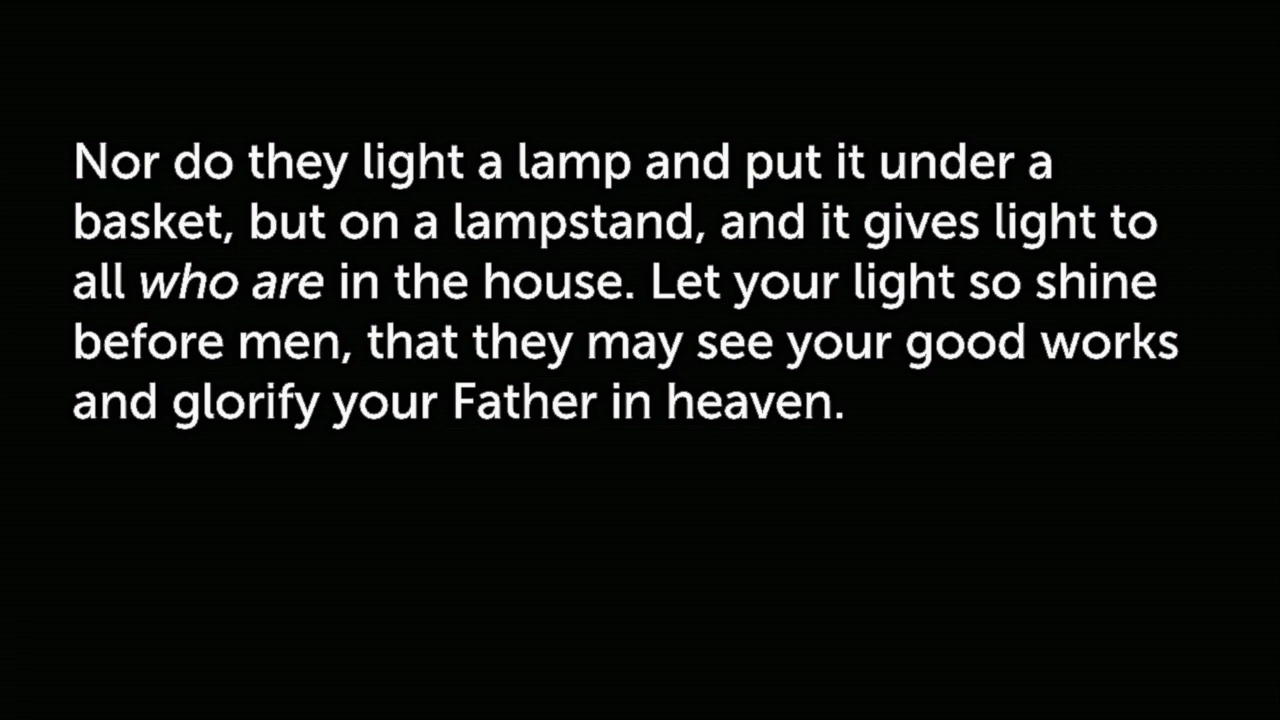 Nor do they light a lamp and put it under a
basket, but on a lampstand, and it gives light to
all who are in the house. Let your light so shine
before men, that they may see your good works
and glorify your Father in heaven.